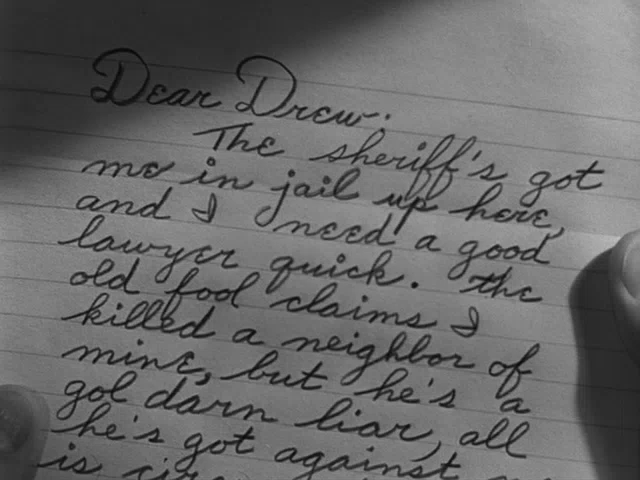 Dear Drew.
The sheriff's got
me in jail up here,
and I need a good
lawyer quick. the
old fool claims I
killed a neighbor of
mine, but he's a
gol darn liar, all
he's got against
is